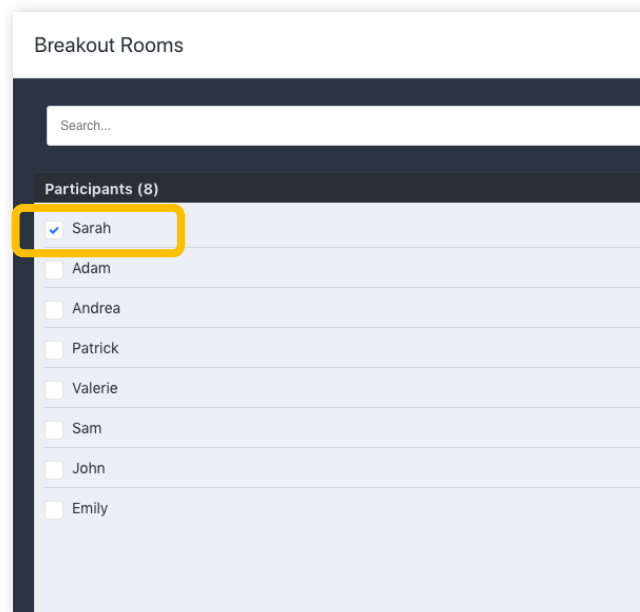 Breakout Rooms
Search...
Participants (8)
Sarah
Adam
Andrea
Patrick
Valerie
Sam
John
Emily